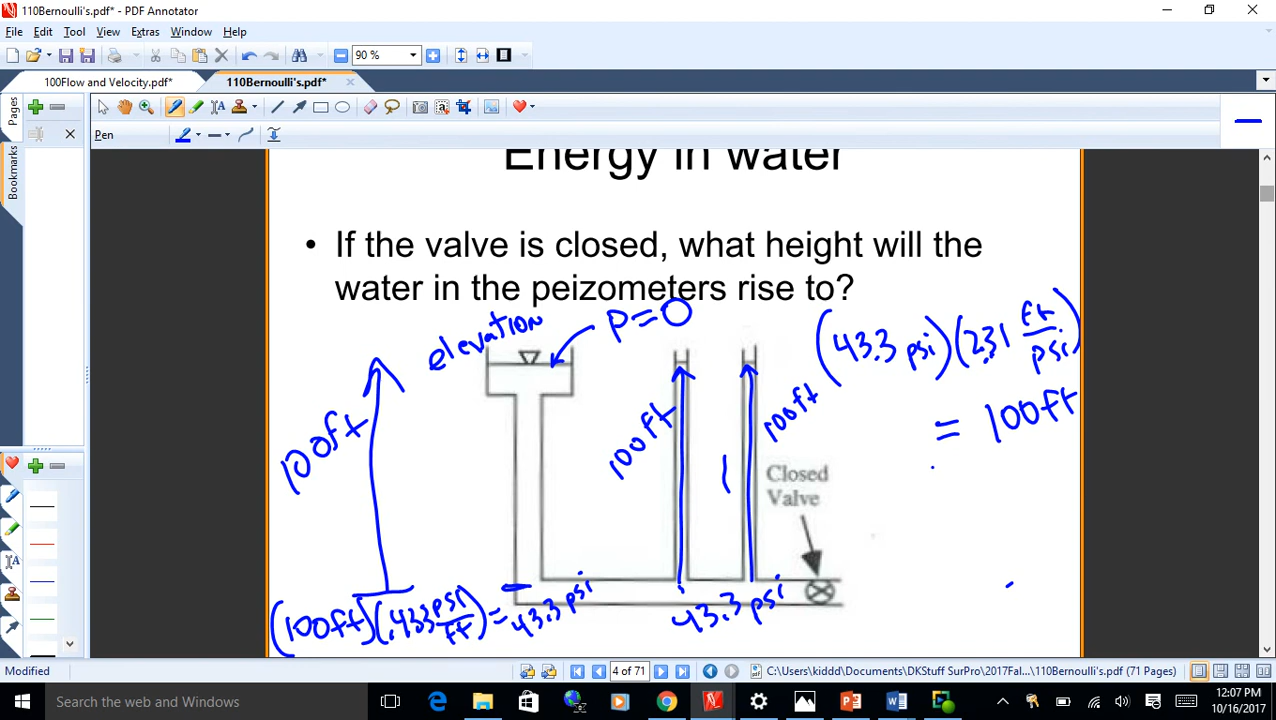 110Bernoulli's.pdf* - PDF Annotator
File Edit Tool View Extras Window Help
90 %
100Flow and Velocity.pdf*
110Bernoulli's.pdf*
Pages
Bookmarks
Pen
Energy in water
• If the valve is closed, what height will the
water in the peizometers rise to?
elevation
P=0
(43.3 psi)(2.31 ft/psi)
= 100ft
100ft
100ft
100ft
Closed
Valve
(100ft)(.433 psi/ft) = 43.3 psi
43.3 psi
Modified
4 of 71
C:\Users\kiddd\Documents\DKStuff SurPro\2017Fal...\110Bernoulli's.pdf (71 Pages)
Search the web and Windows
12:07 PM
10/16/2017